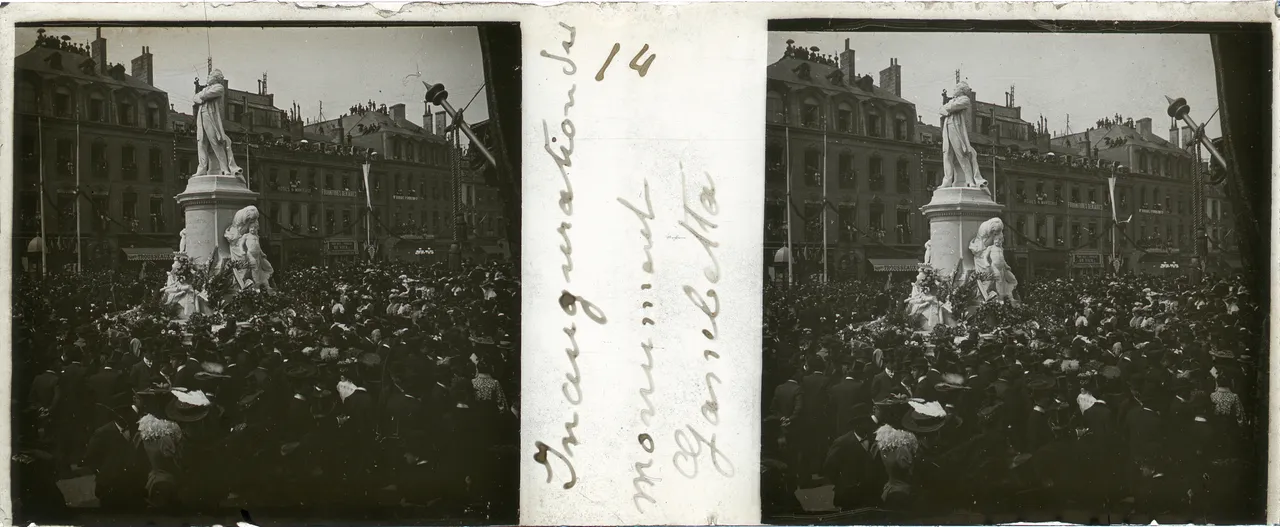 14
Inauguration du
monument
Gambetta